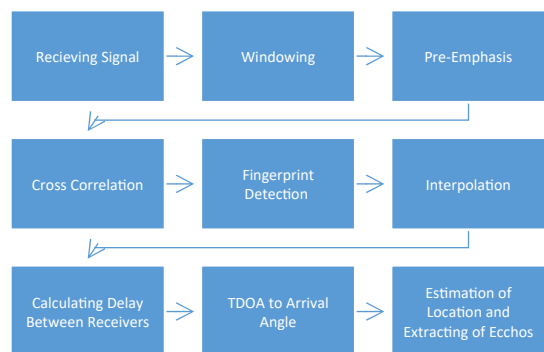 Recieving Signal
Windowing
Pre-Emphasis
Cross Correlation
Fingerprint
Detection
Interpolation
Calculating Delay
Between Receivers
TDOA to Arrival
Angle
Estimation of
Location and
Extracting of Ecchos